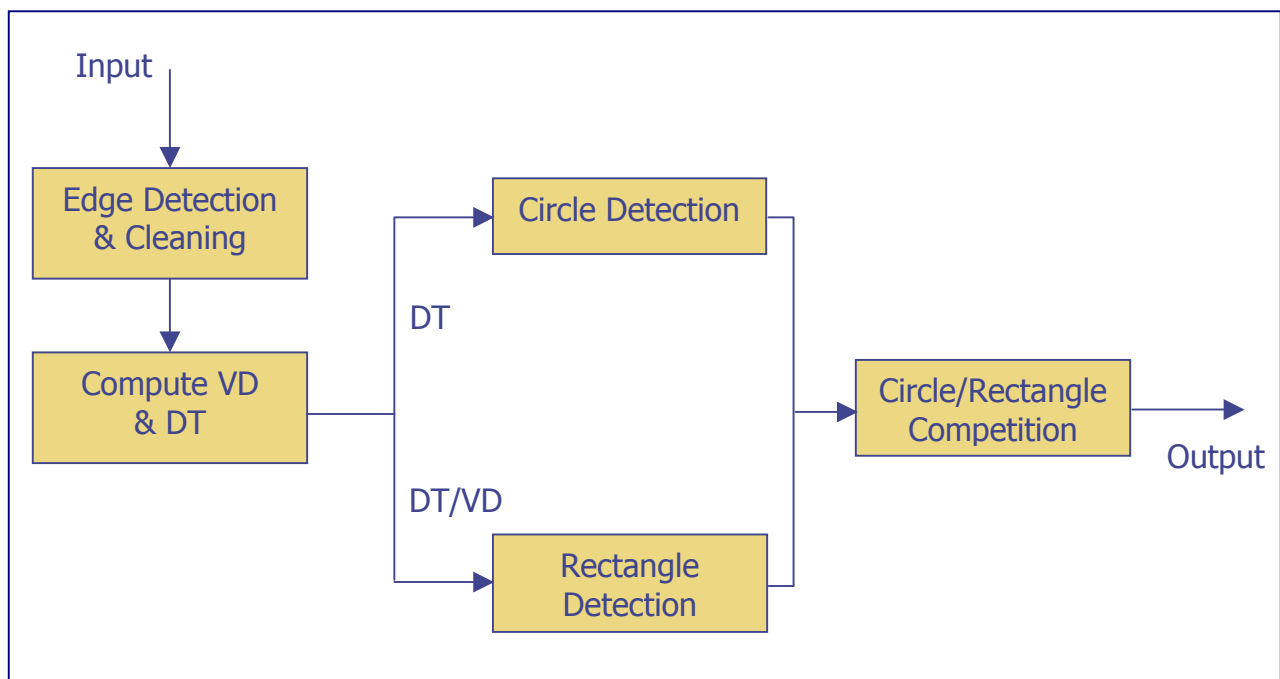 Input
Edge Detection
& Cleaning
Compute VD
& DT
DT
DT/VD
Circle Detection
Rectangle
Detection
Circle/Rectangle
Competition
Output